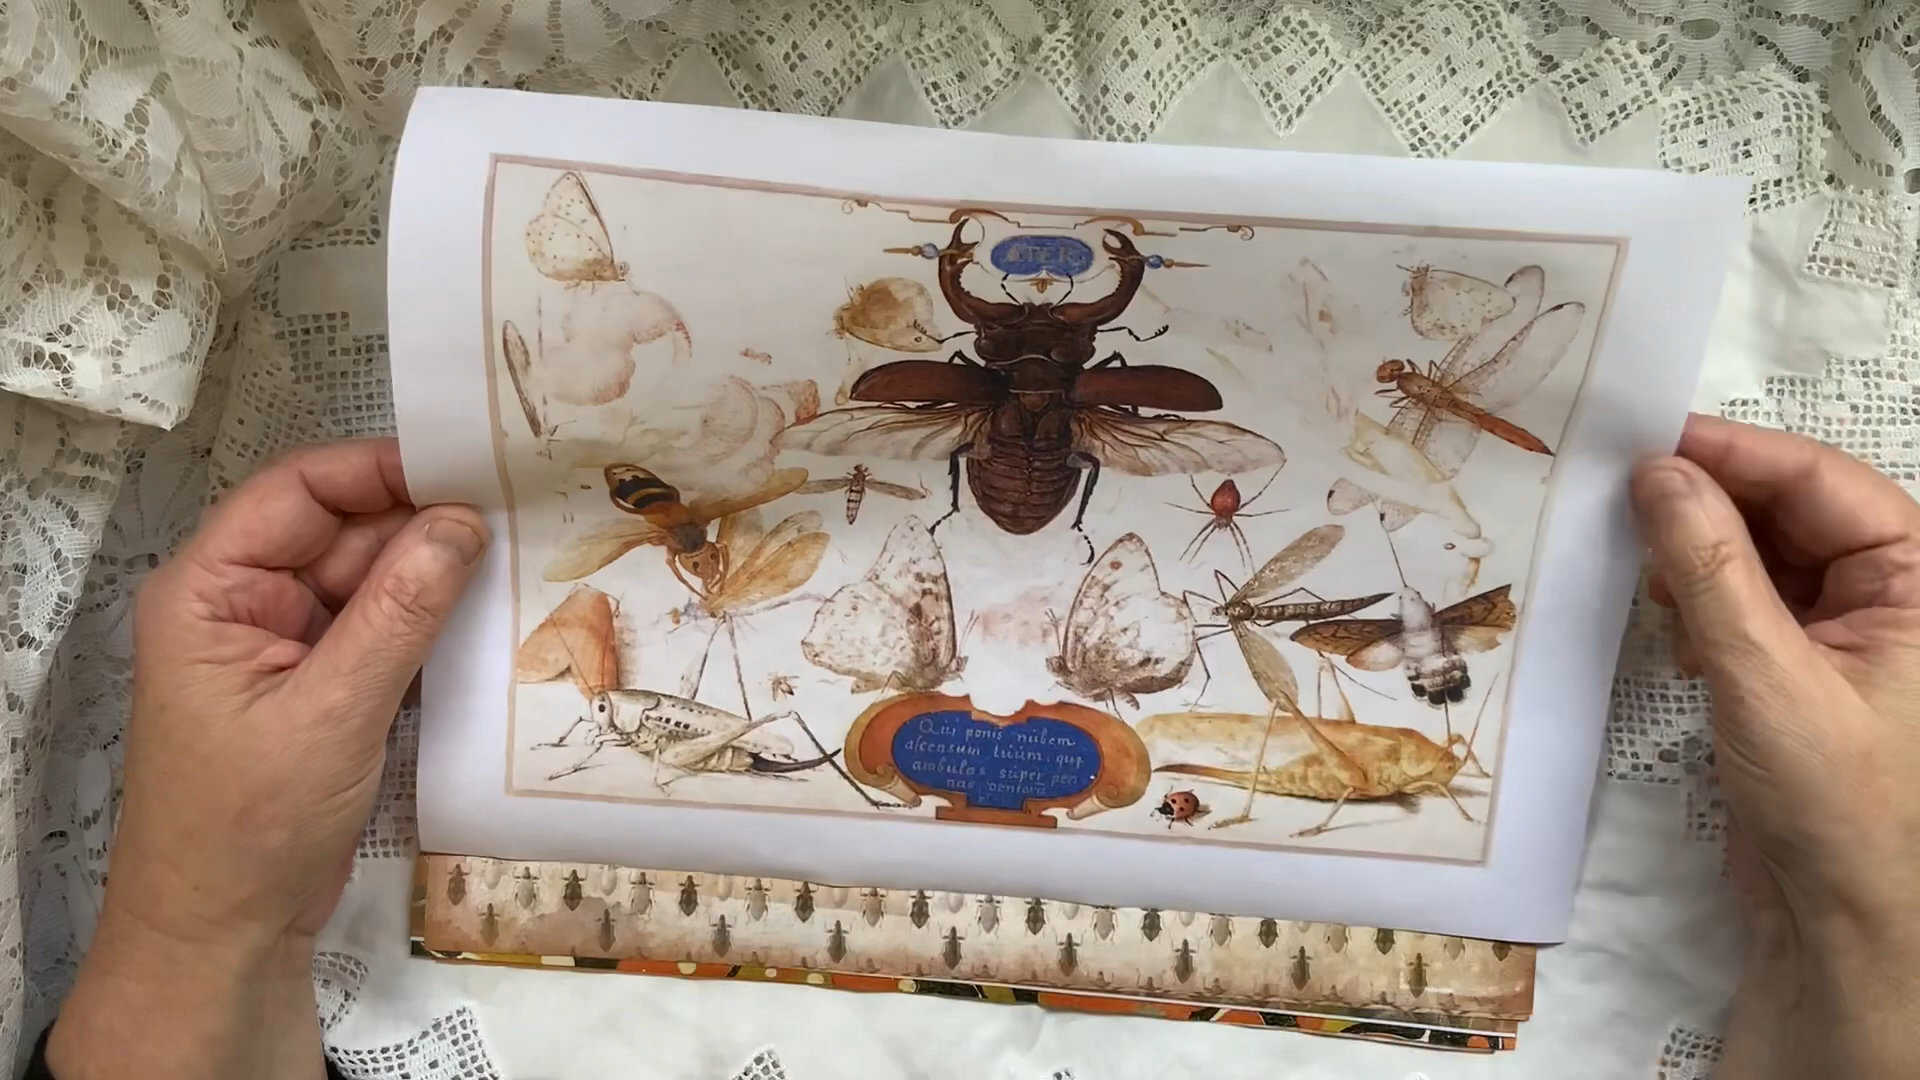 ATER
Qui ponis nubem
ascensum tuum. qui
ambulas super pen
nas ventorū